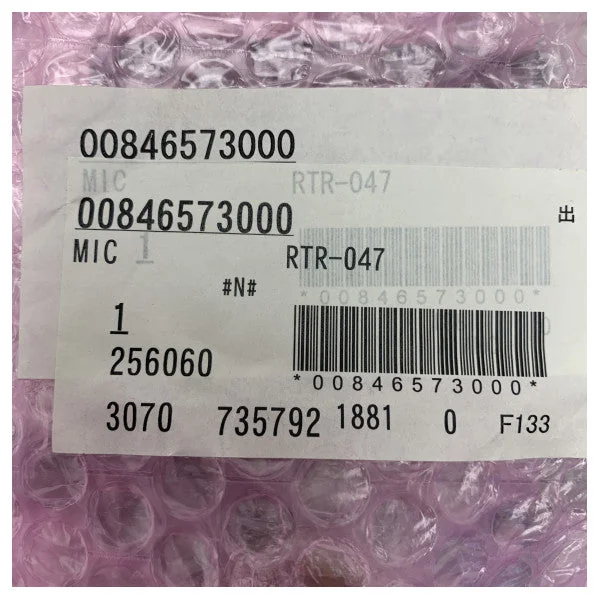 00846573000
MIC RTR-047
00846573000
出
MIC 1 RTR-047
*00846573000*
#N#
1
256060
*00846573000*
3070 735792 1881 0 F133